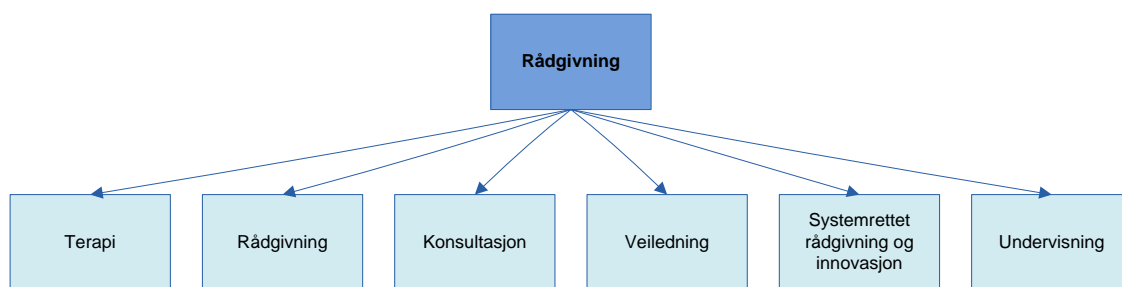 Rådgivning
Terapi
Rådgivning
Konsultasjon
Veiledning
Systemrettet
rådgivning og
innovasjon
Undervisning